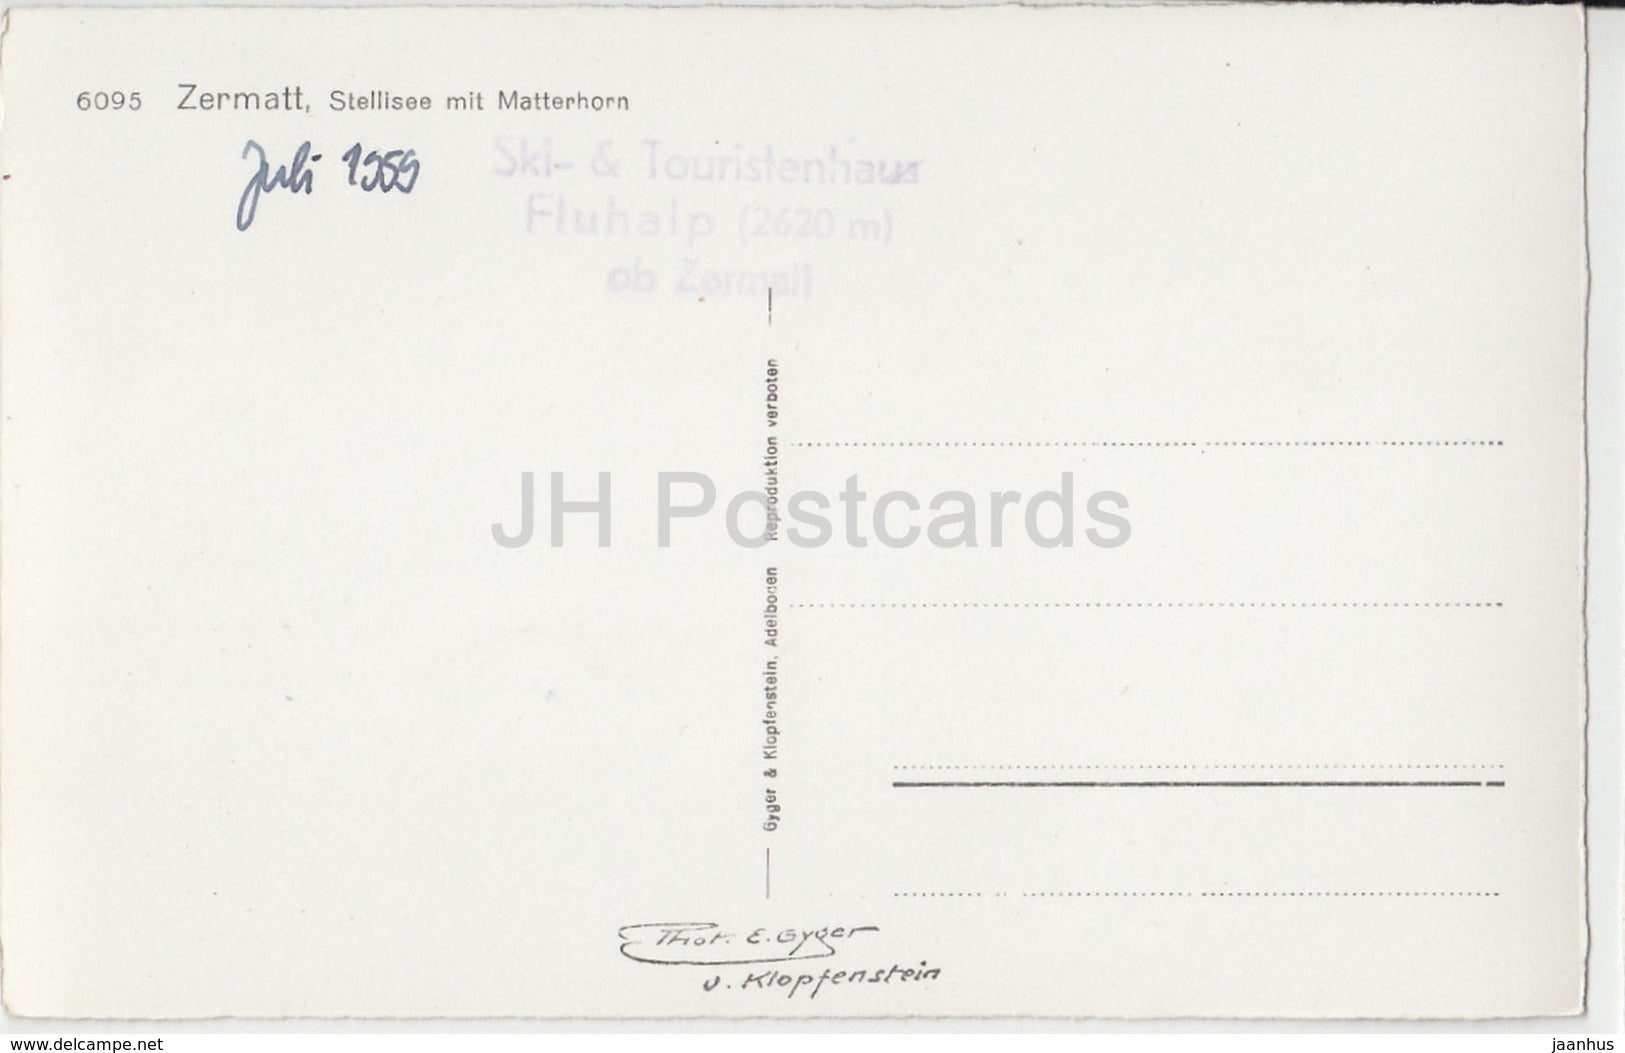 6095 Zermatt, Stellisee mit Matterhorn
Juli 1959
Ski- & Touristenhaus
Fluhalp (2620 m)
ob Zermatt
Gyger & Klopfenstein, Adelboden Reproduktion verboten
JH Postcards
Phot. E. Gyger
u. Klopfenstein
www.delcampe.net
jaanhus